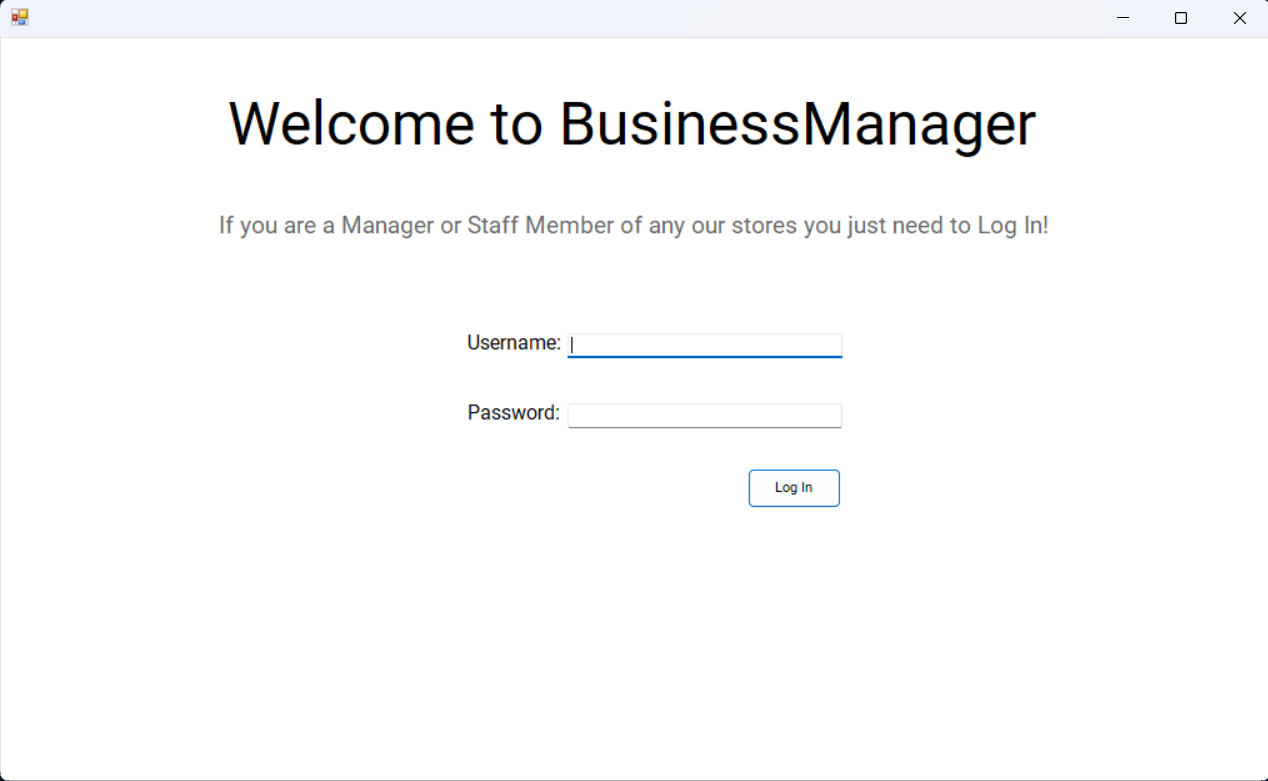 Welcome to BusinessManager
If you are a Manager or Staff Member of any our stores you just need to Log In!
Username:
Password:
Log In